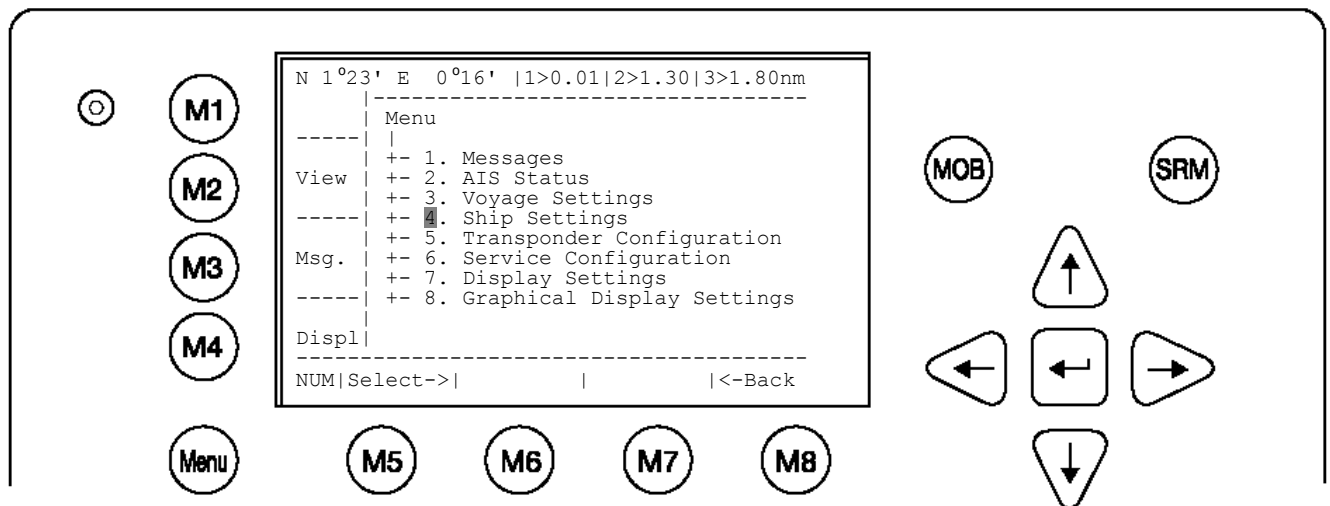 N 1°23' E 0°16' |1>0.01|2>1.30|3>1.80nm
Menu
+- 1. Messages
View | +- 2. AIS Status
+- 3. Voyage Settings
+- 4. Ship Settings
+- 5. Transponder Configuration
Msg. | +- 6. Service Configuration
+- 7. Display Settings
+- 8. Graphical Display Settings
Displ|
NUM|Select->| | |<-Back
M1
M2
M3
M4
Menu
M5
M6
M7
M8
MOB
SRM